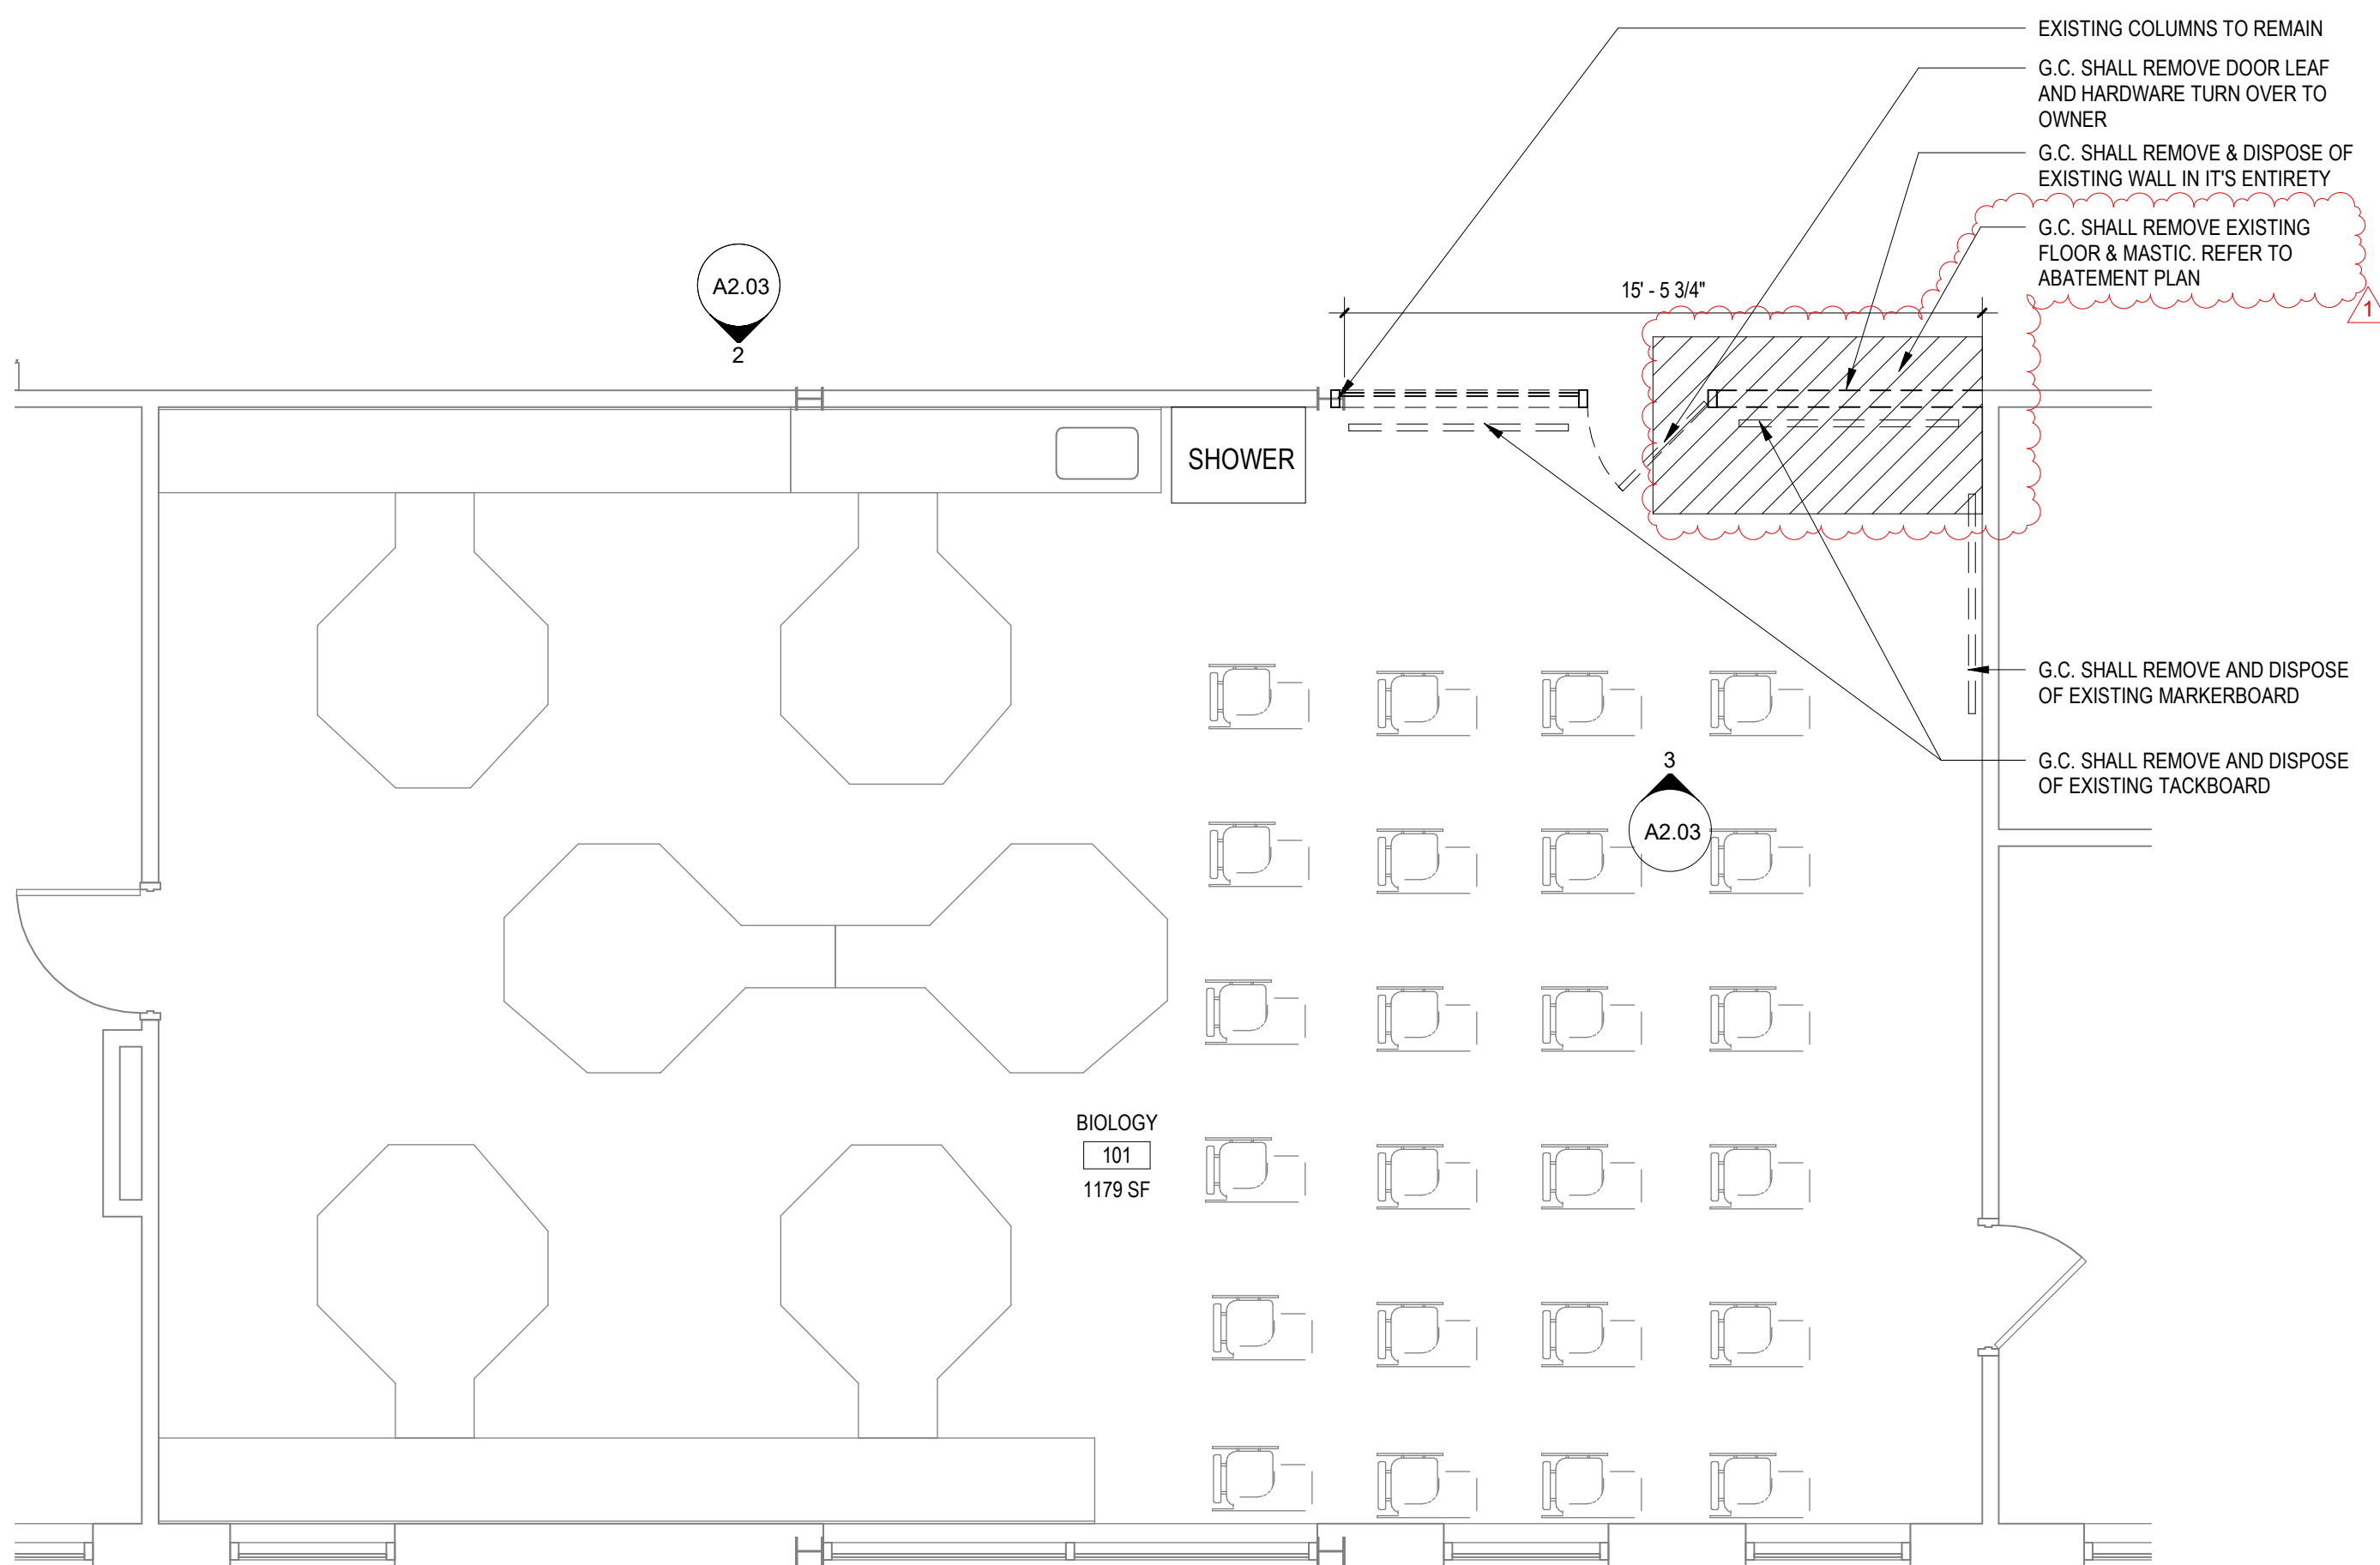 EXISTING COLUMNS TO REMAIN
G.C. SHALL REMOVE DOOR LEAF
AND HARDWARE TURN OVER TO
OWNER
G.C. SHALL REMOVE & DISPOSE OF
EXISTING WALL IN IT'S ENTIRETY
G.C. SHALL REMOVE EXISTING
FLOOR & MASTIC. REFER TO
ABATEMENT PLAN
1
15' - 5 3/4"
A2.03
2
SHOWER
G.C. SHALL REMOVE AND DISPOSE
OF EXISTING MARKERBOARD
G.C. SHALL REMOVE AND DISPOSE
OF EXISTING TACKBOARD
3
A2.03
BIOLOGY
101
1179 SF